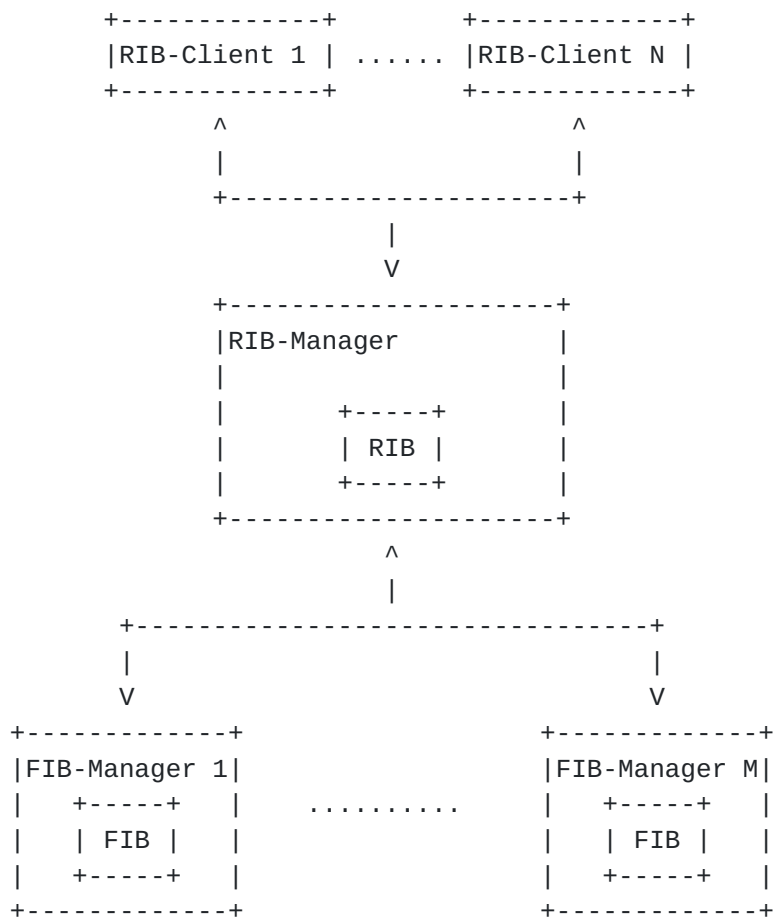 RIB-Client 1 ...... RIB-Client N
RIB-Manager
RIB
FIB-Manager 1 FIB-Manager M
..........
FIB FIB